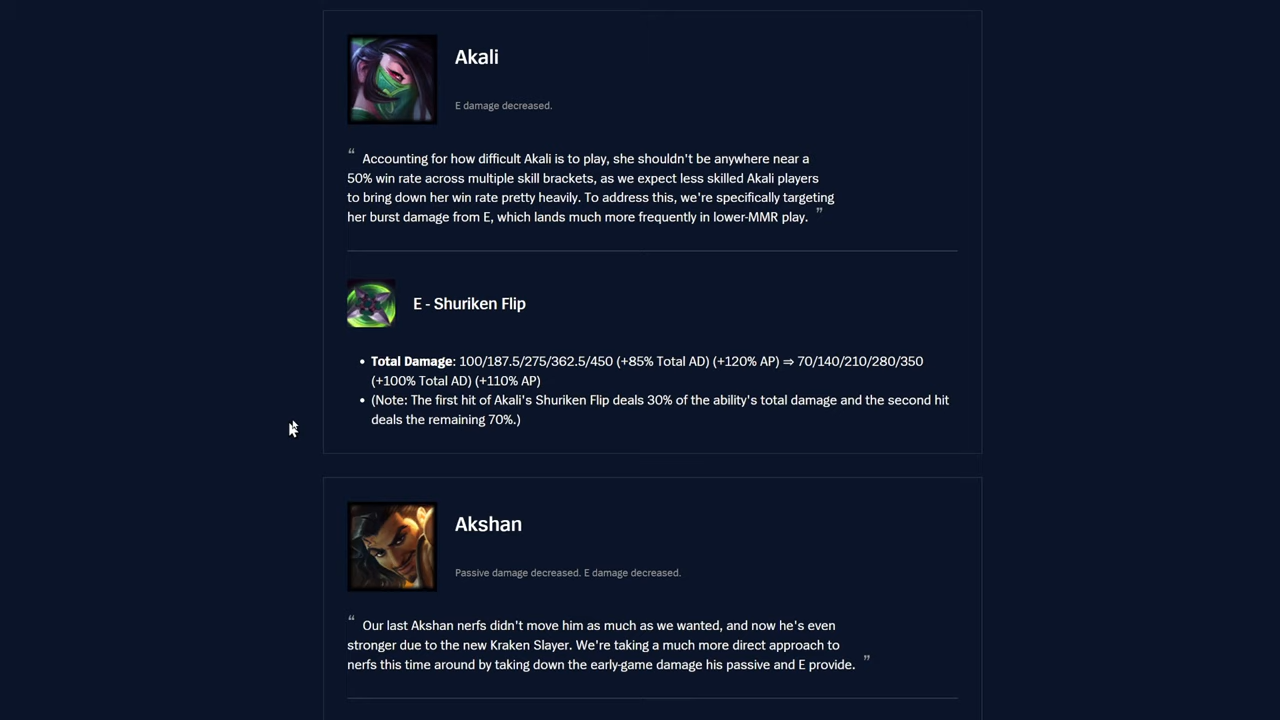 Akali
E damage decreased.
“ Accounting for how difficult Akali is to play, she shouldn't be anywhere near a
50% win rate across multiple skill brackets, as we expect less skilled Akali players
to bring down her win rate pretty heavily. To address this, we're specifically targeting
her burst damage from E, which lands much more frequently in lower-MMR play. ”
E - Shuriken Flip
• Total Damage: 100/187.5/275/362.5/450 (+85% Total AD) (+120% AP) ⇒ 70/140/210/280/350
(+100% Total AD) (+110% AP)
• (Note: The first hit of Akali's Shuriken Flip deals 30% of the ability's total damage and the second hit
deals the remaining 70%.)
Akshan
Passive damage decreased. E damage decreased.
“ Our last Akshan nerfs didn't move him as much as we wanted, and now he's even
stronger due to the new Kraken Slayer. We're taking a much more direct approach to
nerfs this time around by taking down the early-game damage his passive and E provide. ”